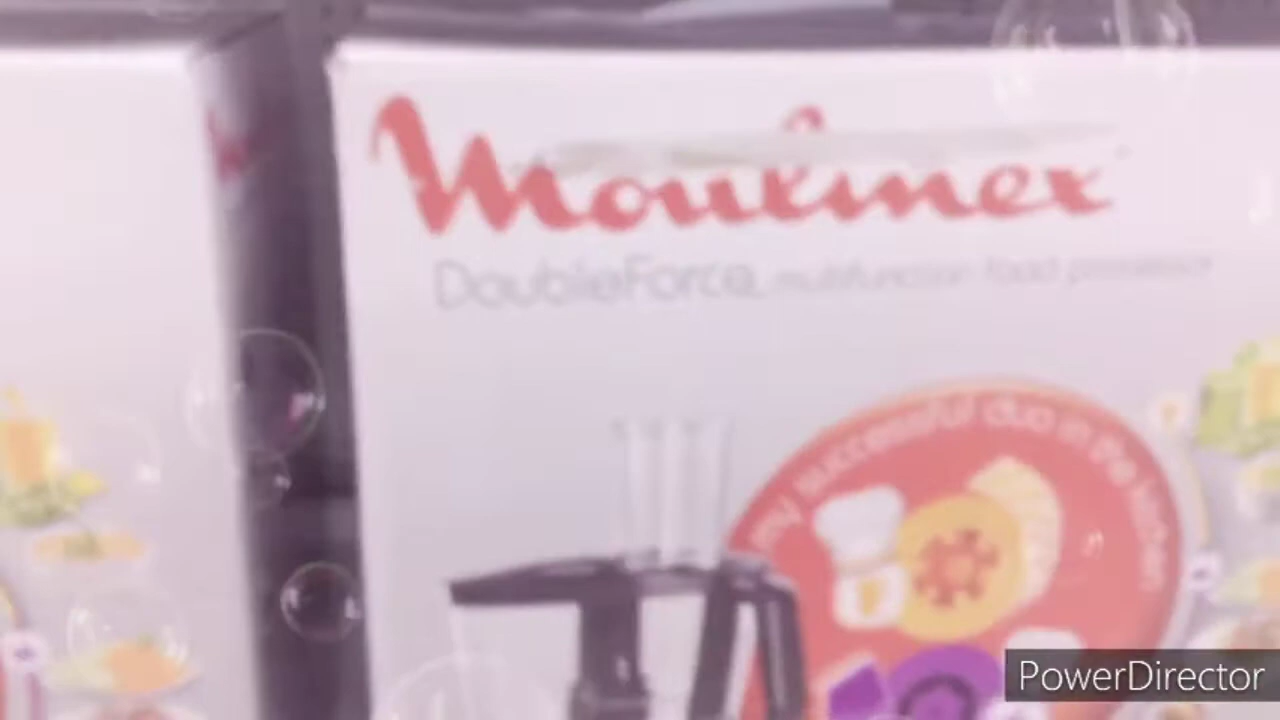 Moulinex
DoubleForce multifunction food processor
my successful duo in the kitchen
PowerDirector